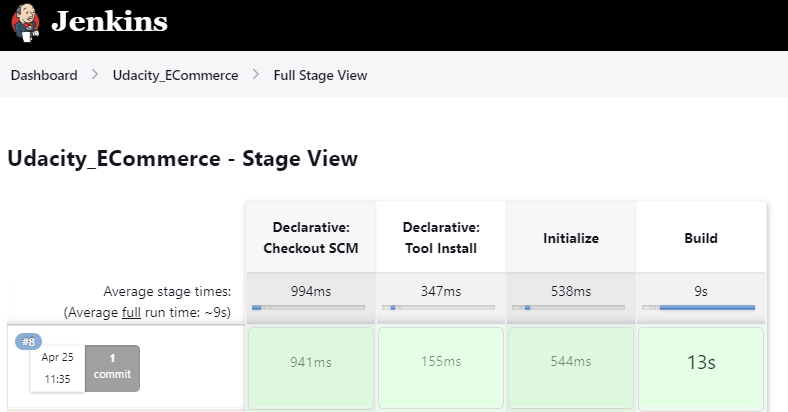 Jenkins
Dashboard > Udacity_ECommerce > Full Stage View
Udacity_ECommerce - Stage View
Declarative: Checkout SCM
Declarative: Tool Install
Initialize
Build
Average stage times:
(Average full run time: ~9s)
994ms
347ms
538ms
9s
#8
Apr 25
11:35
1
commit
941ms
155ms
544ms
13s